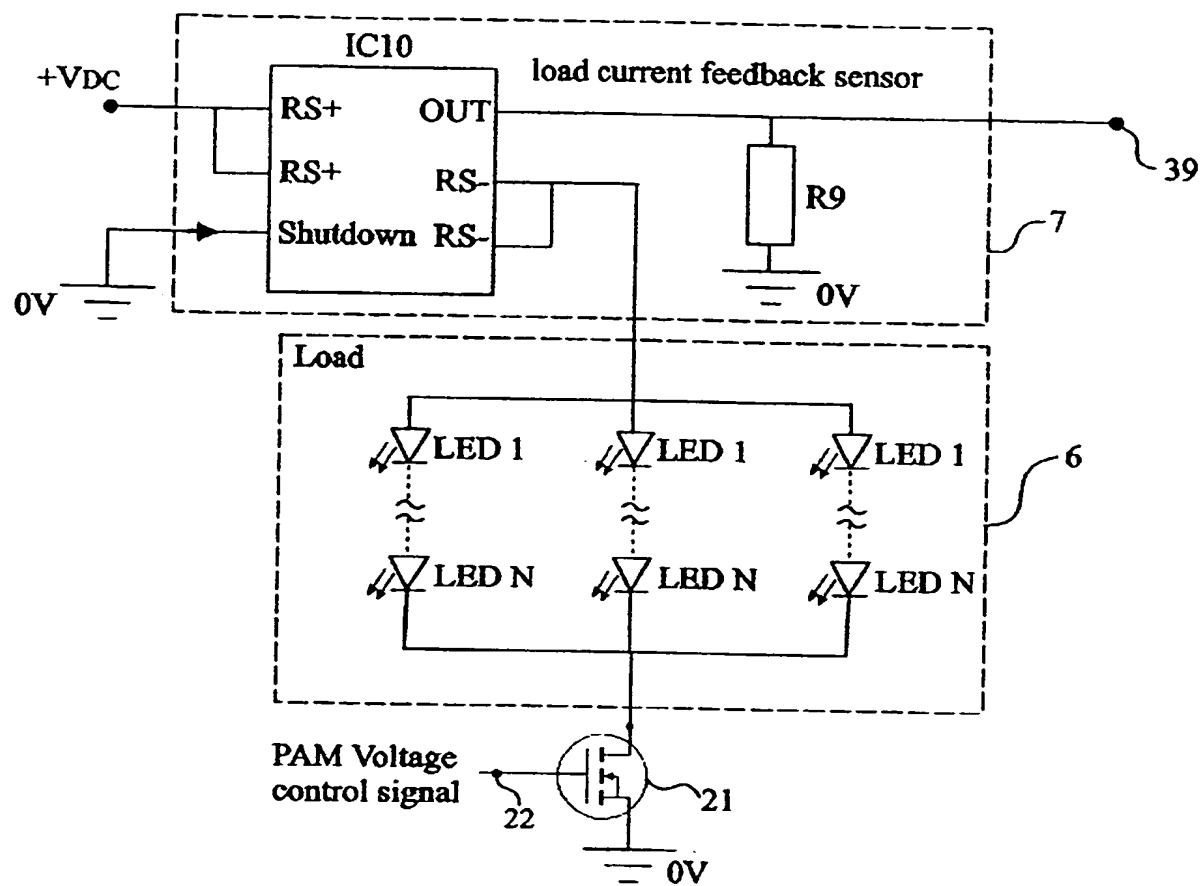 IC10
load current feedback sensor
+VDC
RS+
OUT
39
RS+
RS-
R9
7
Shutdown
RS-
0V
0V
Load
LED 1
LED 1
LED 1
6
LED N
LED N
LED N
PAM Voltage
control signal
22
21
0V